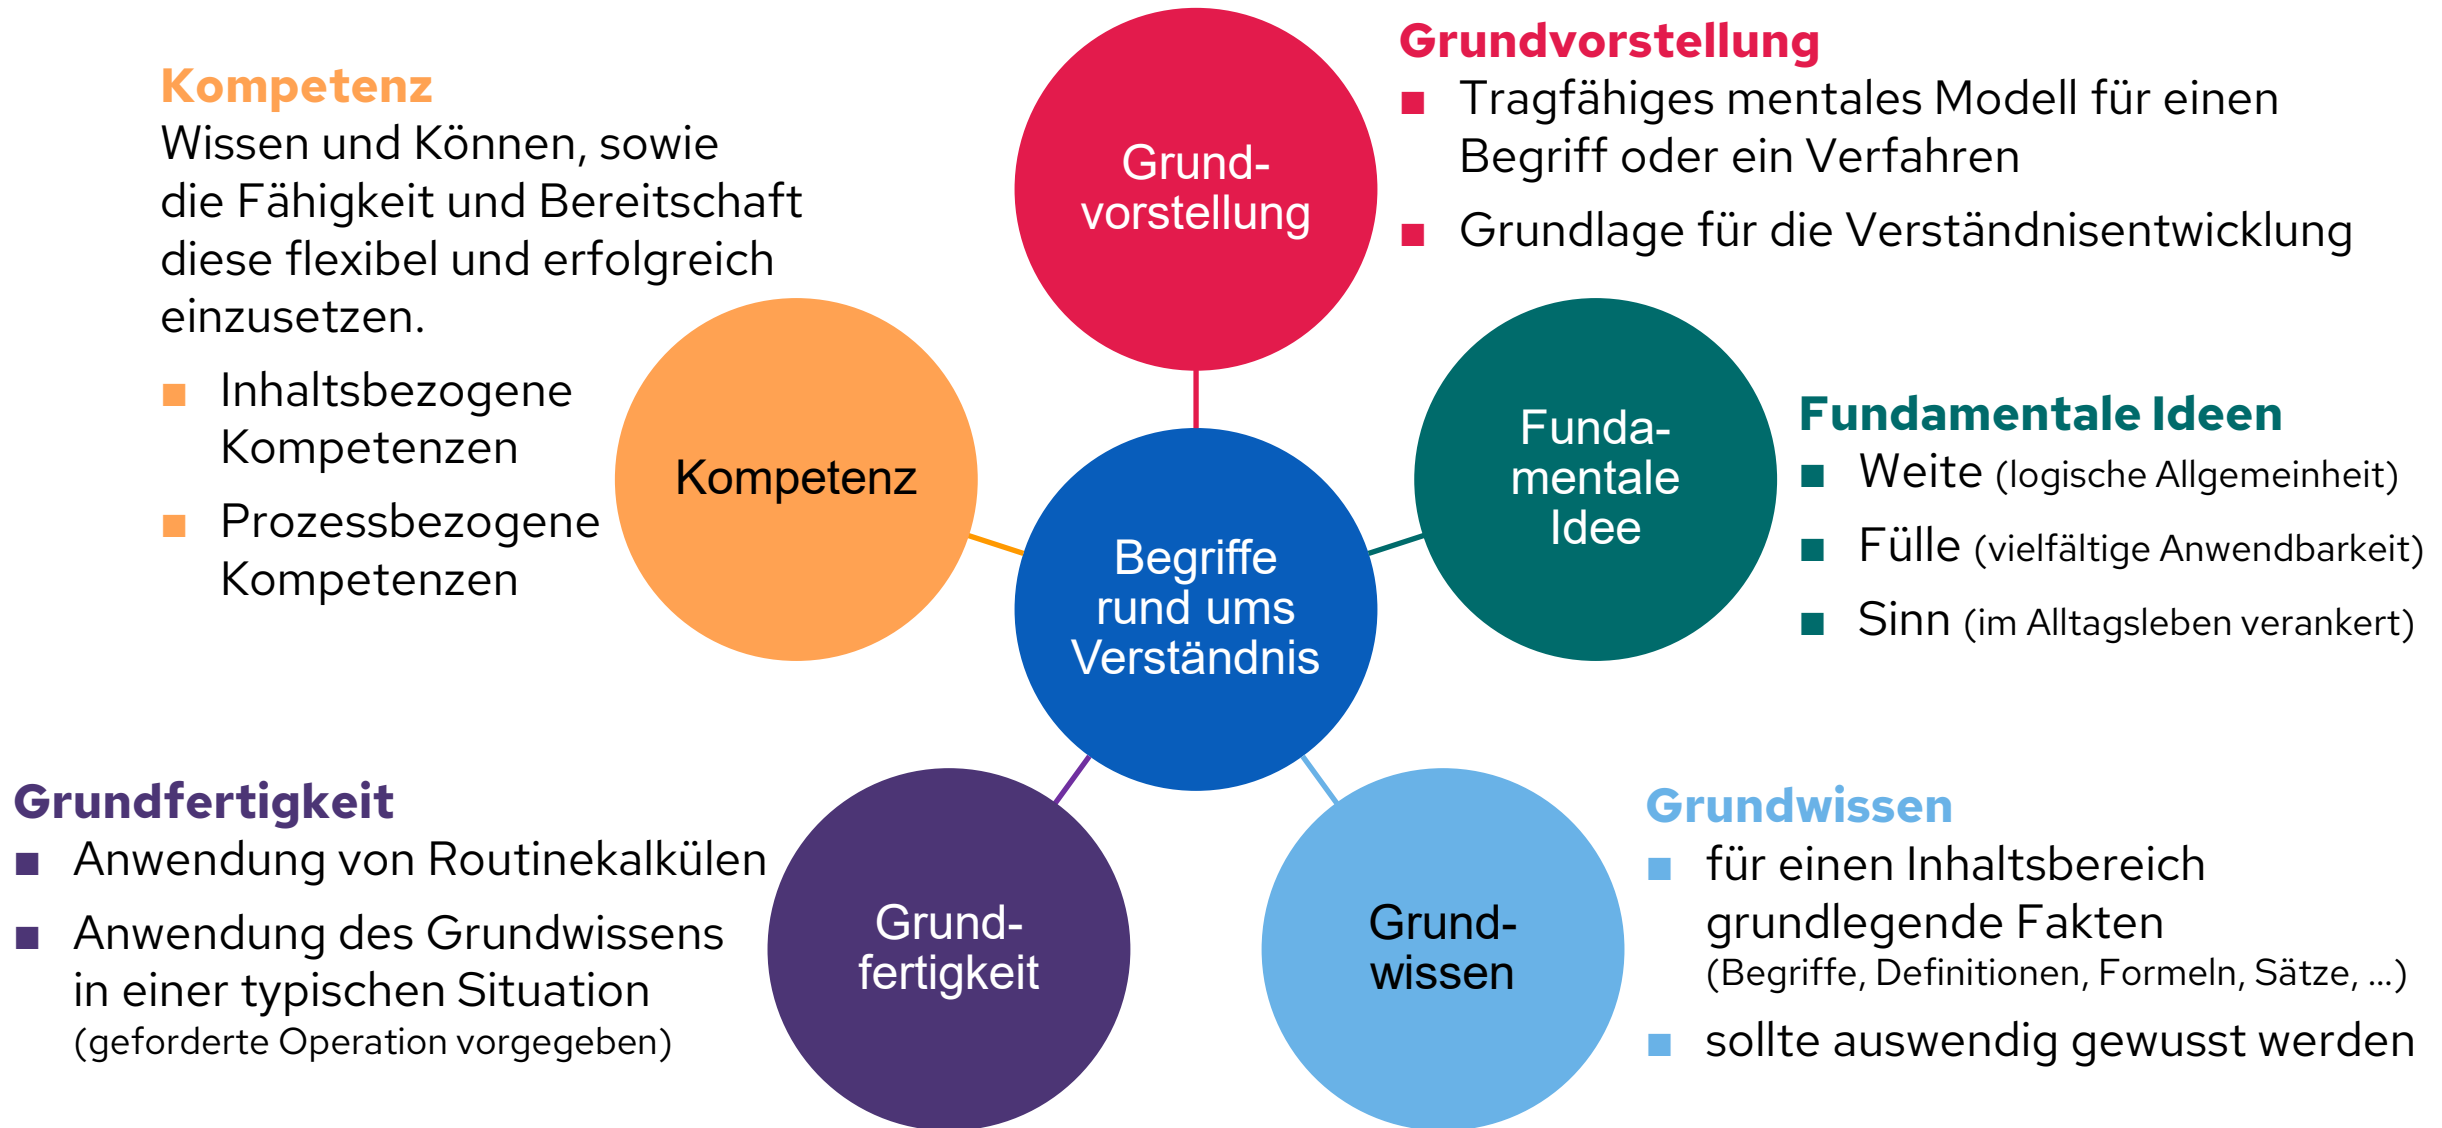 Kompetenz
Wissen und Können, sowie
die Fähigkeit und Bereitschaft
diese flexibel und erfolgreich
einzusetzen.
■ Inhaltsbezogene
Kompetenzen
■ Prozessbezogene
Kompetenzen
Kompetenz
Grund-
vorstellung
Grundvorstellung
■ Tragfähiges mentales Modell für einen
Begriff oder ein Verfahren
■ Grundlage für die Verständnisentwicklung
Funda-
mentale
Idee
Fundamentale Ideen
■ Weite (logische Allgemeinheit)
■ Fülle (vielfältige Anwendbarkeit)
■ Sinn (im Alltagsleben verankert)
Begriffe
rund ums
Verständnis
Grundfertigkeit
■ Anwendung von Routinekalkülen
■ Anwendung des Grundwissens
in einer typischen Situation
(geforderte Operation vorgegeben)
Grund-
fertigkeit
Grund-
wissen
Grundwissen
■ für einen Inhaltsbereich
grundlegende Fakten
(Begriffe, Definitionen, Formeln, Sätze, ...)
■ sollte auswendig gewusst werden